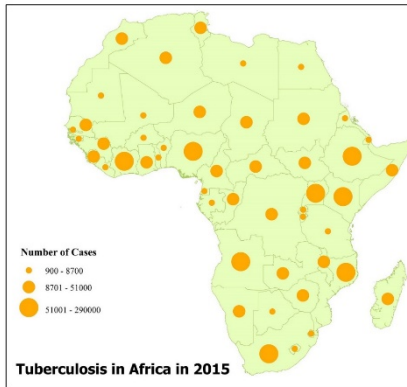 Number of Cases
900 - 8700
8701 - 51000
51001 - 290000
Tuberculosis in Africa in 2015